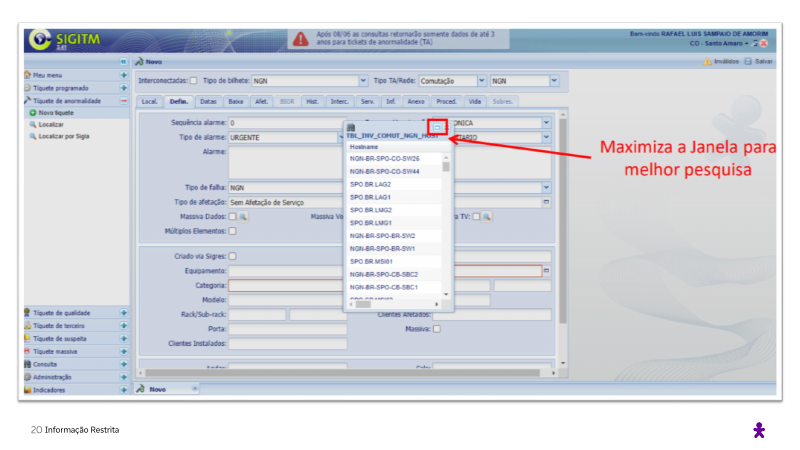 SIGITM
Após 08/06 as consultas retornarão somente dados de até 3
anos para tickets de anormalidade (TA)
Bem-vindo RAFAEL LUIS SAMPAIO DE AMORIM
CO - Santo Amaro
Novo
Inválidos Salvar
Meu menu
Tíquete programado
Tíquete de anormalidade
Novo tíquete
Localizar
Localizar por Sigla
Interconectadas: Tipo de bilhete: NGN Tipo TA/Rede: Comutação NGN
Local. Defin. Datas Baixa Afet. Hist. Interc. Serv. Inf. Anexo Proced. Vida Sobres.
Sequência alarme: 0
Tipo de alarme: URGENTE
Alarme:
TBL_INV_COMUT_NGN_HOST
Hostname
NGN-BR-SPO-CO-SW26
NGN-BR-SPO-CO-SW44
SPO.BR.LAG2
SPO.BR.LAG1
SPO.BR.LMG2
SPO.BR.LMG1
NGN-BR-SPO-BR-SW2
NGN-BR-SPO-BR-SW1
SPO.BR.MSI01
NGN-BR-SPO-CB-SBC2
NGN-BR-SPO-CB-SBC1
Maximiza a Janela para
melhor pesquisa
Tipo de falha: NGN
Tipo de afetação: Sem Afetação de Serviço
Massiva Dados: Massiva Vo TV:
Múltiplos Elementos:
Criado via Sigres:
Equipamento:
Categoria:
Modelo:
Rack/Sub-rack: Clientes Afetados:
Porta: Massiva:
Clientes Instalados:
Tíquete de qualidade
Tíquete de terceiro
Tíquete de suspeita
Tíquete massiva
Consulta
Administração
Indicadores
Novo
20 Informação Restrita